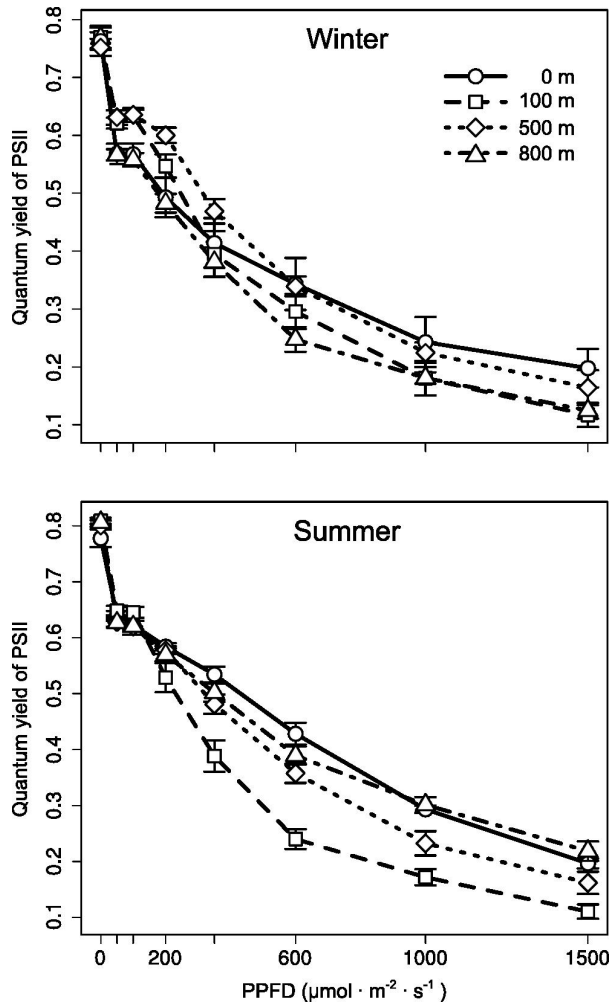 Winter
0 m
100 m
500 m
800 m
Quantum yield of PSII
0.8
0.7
0.6
0.5
0.4
0.3
0.2
0.1
Summer
Quantum yield of PSII
0.8
0.7
0.6
0.5
0.4
0.3
0.2
0.1
0 200 600 1000 1500
PPFD (µmol · m⁻² · s⁻¹)